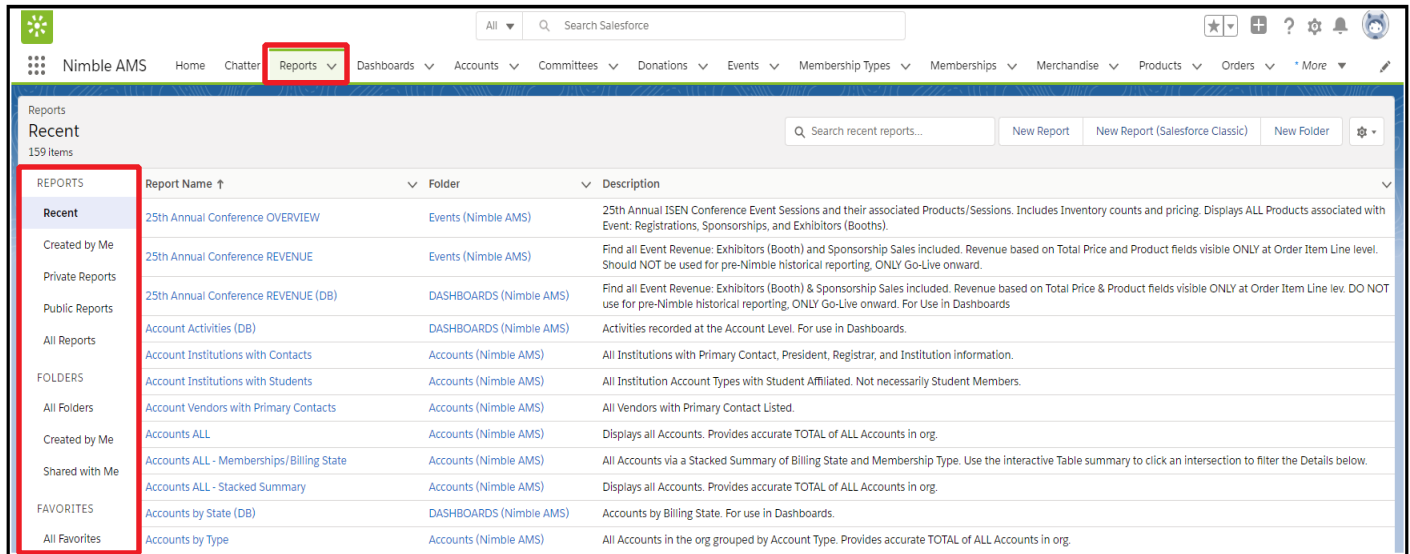 All
Search Salesforce
Nimble AMS Home Chatter Reports Dashboards Accounts Committees Donations Events Membership Types Memberships Merchandise Products Orders * More
Reports
Recent
159 items
Search recent reports...
New Report
New Report (Salesforce Classic)
New Folder
REPORTS
Recent
Created by Me
Private Reports
Public Reports
All Reports
FOLDERS
All Folders
Created by Me
Shared with Me
FAVORITES
All Favorites
Report Name ↑ Folder Description
25th Annual Conference OVERVIEW Events (Nimble AMS) 25th Annual ISEN Conference Event Sessions and their associated Products/Sessions. Includes Inventory counts and pricing. Displays ALL Products associated with
Event: Registrations, Sponsorships, and Exhibitors (Booths).
25th Annual Conference REVENUE Events (Nimble AMS) Find all Event Revenue: Exhibitors (Booth) and Sponsorship Sales included. Revenue based on Total Price and Product fields visible ONLY at Order Item Line level.
Should NOT be used for pre-Nimble historical reporting, ONLY Go-Live onward.
25th Annual Conference REVENUE (DB) DASHBOARDS (Nimble AMS) Find all Event Revenue: Exhibitors (Booth) & Sponsorship Sales included. Revenue based on Total Price & Product fields visible ONLY at Order Item Line lev. DO NOT
use for pre-Nimble historical reporting, ONLY Go-Live onward. For Use in Dashboards
Account Activities (DB) DASHBOARDS (Nimble AMS) Activities recorded at the Account Level. For use in Dashboards.
Account Institutions with Contacts Accounts (Nimble AMS) All Institutions with Primary Contact, President, Registrar, and Institution information.
Account Institutions with Students Accounts (Nimble AMS) All Institution Account Types with Student Affiliated. Not necessarily Student Members.
Account Vendors with Primary Contacts Accounts (Nimble AMS) All Vendors with Primary Contact Listed.
Accounts ALL Accounts (Nimble AMS) Displays all Accounts. Provides accurate TOTAL of ALL Accounts in org.
Accounts ALL - Memberships/Billing State Accounts (Nimble AMS) All Accounts via a Stacked Summary of Billing State and Membership Type. Use the interactive Table summary to click an intersection to filter the Details below.
Accounts ALL - Stacked Summary Accounts (Nimble AMS) Displays all Accounts. Provides accurate TOTAL of ALL Accounts in org.
Accounts by State (DB) DASHBOARDS (Nimble AMS) Accounts by Billing State. For use in Dashboards.
Accounts by Type Accounts (Nimble AMS) All Accounts in the org grouped by Account Type. Provides accurate TOTAL of ALL Accounts in org.